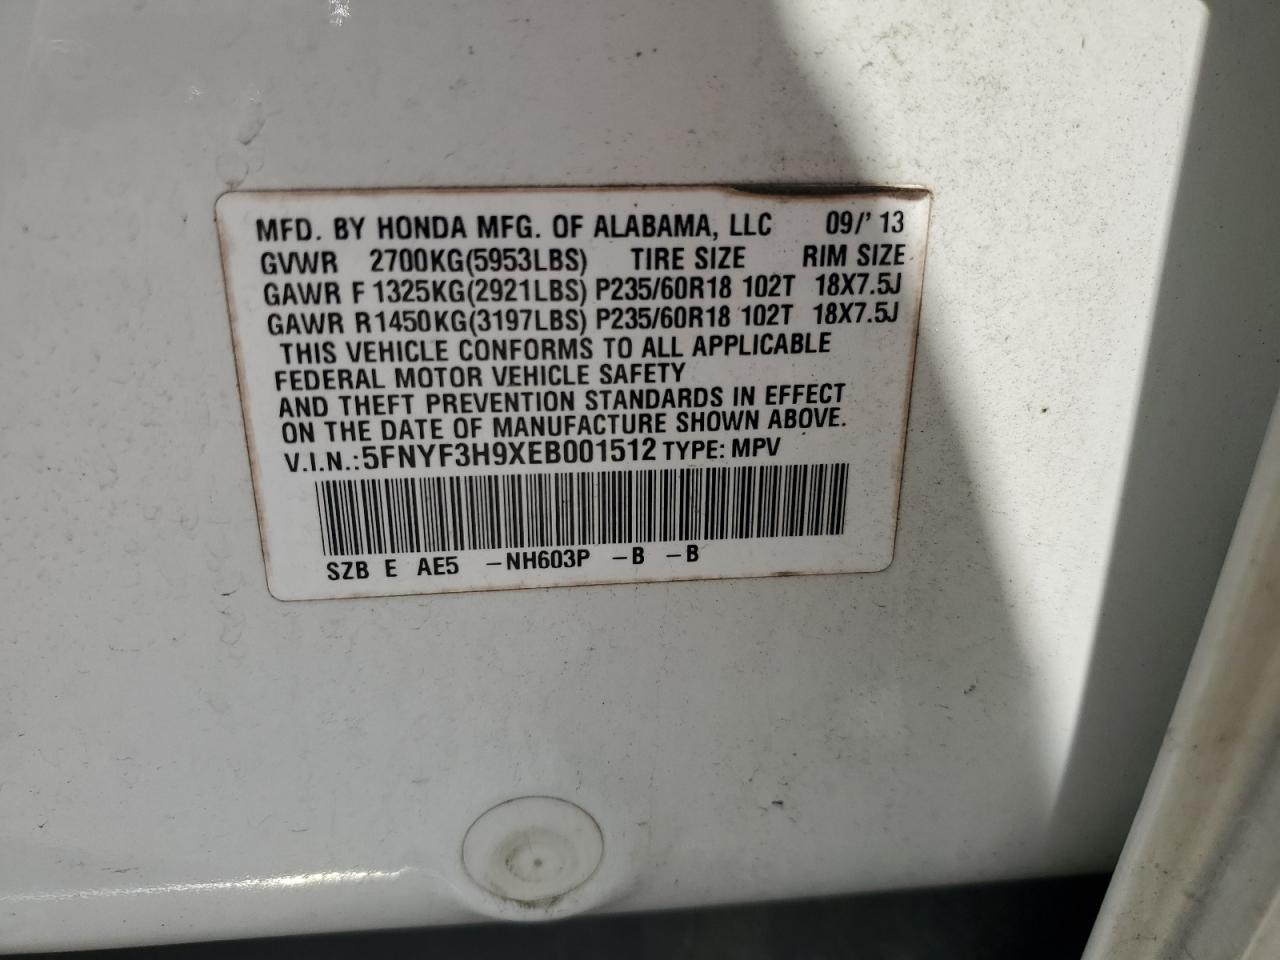 MFD. BY HONDA MFG. OF ALABAMA, LLC 09/' 13
GVWR 2700KG(5953LBS) TIRE SIZE RIM SIZE
GAWR F 1325KG(2921LBS) P235/60R18 102T 18X7.5J
GAWR R1450KG(3197LBS) P235/60R18 102T 18X7.5J
THIS VEHICLE CONFORMS TO ALL APPLICABLE
FEDERAL MOTOR VEHICLE SAFETY
AND THEFT PREVENTION STANDARDS IN EFFECT
ON THE DATE OF MANUFACTURE SHOWN ABOVE.
V.I.N.:5FNYF3H9XEB001512 TYPE: MPV
SZB E AE5 -NH603P -B -B